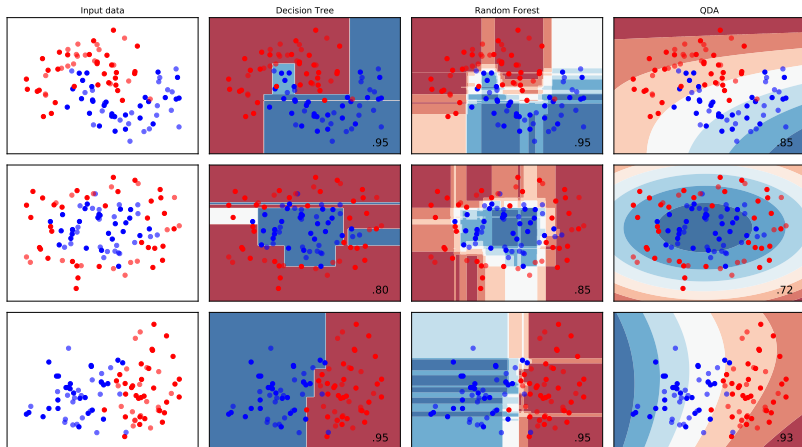 Input data
Decision Tree
Random Forest
QDA
.95
.95
.85
.80
.85
.72
.95
.95
.93